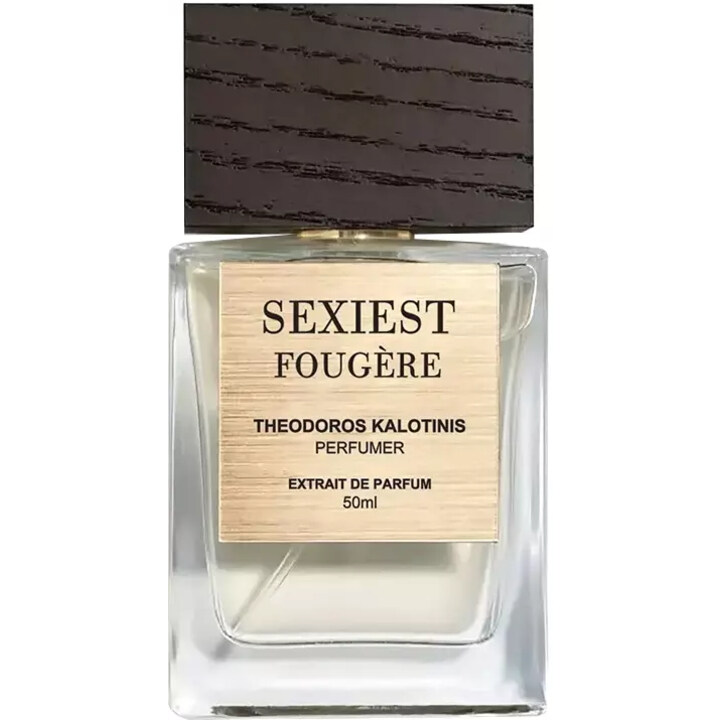 SEXIEST
FOUGÈRE
THEODOROS KALOTINIS
PERFUMER
EXTRAIT DE PARFUM
50ml